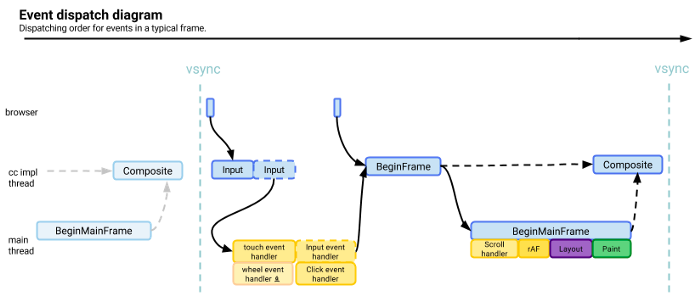 Event dispatch diagram
Dispatching order for events in a typical frame.
vsync
vsync
browser
cc impl
thread
Composite
Input
Input
BeginFrame
Composite
main
thread
BeginMainFrame
touch event
handler
Input event
handler
wheel event
handler
Click event
handler
BeginMainFrame
Scroll
handler
rAF
Layout
Paint